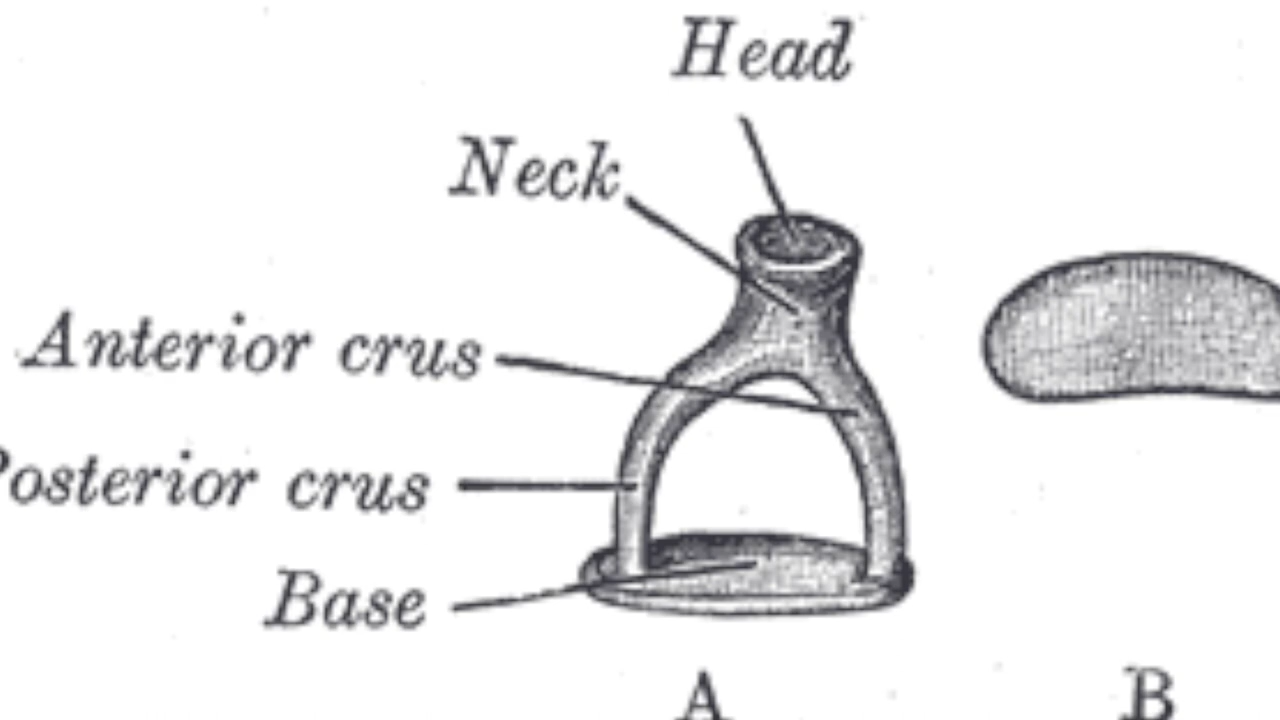 Head
Neck
Anterior crus
Posterior crus
Base
A
B